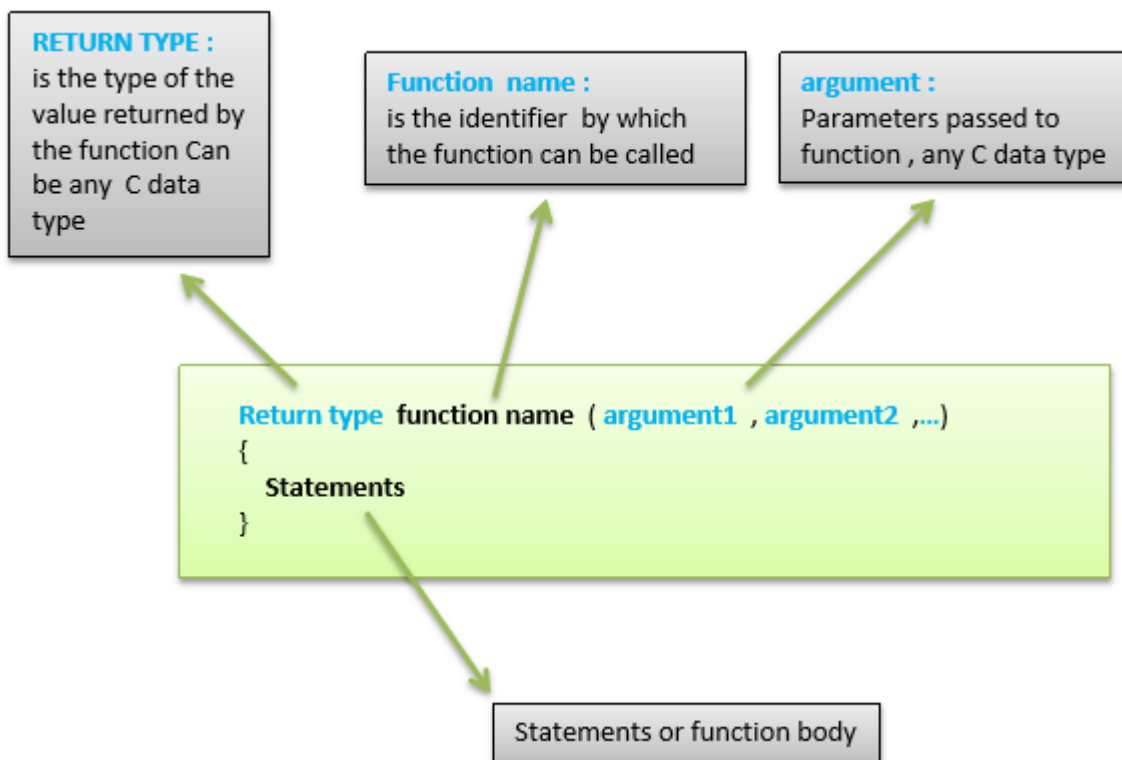 RETURN TYPE :
is the type of the
value returned by
the function Can
be any  C data
type
Function  name :
is the identifier  by which
the function can be called
argument :
Parameters passed to
function , any C data type
Return type  function name  ( argument1  , argument2  ,...)
{
Statements
}
Statements or function body